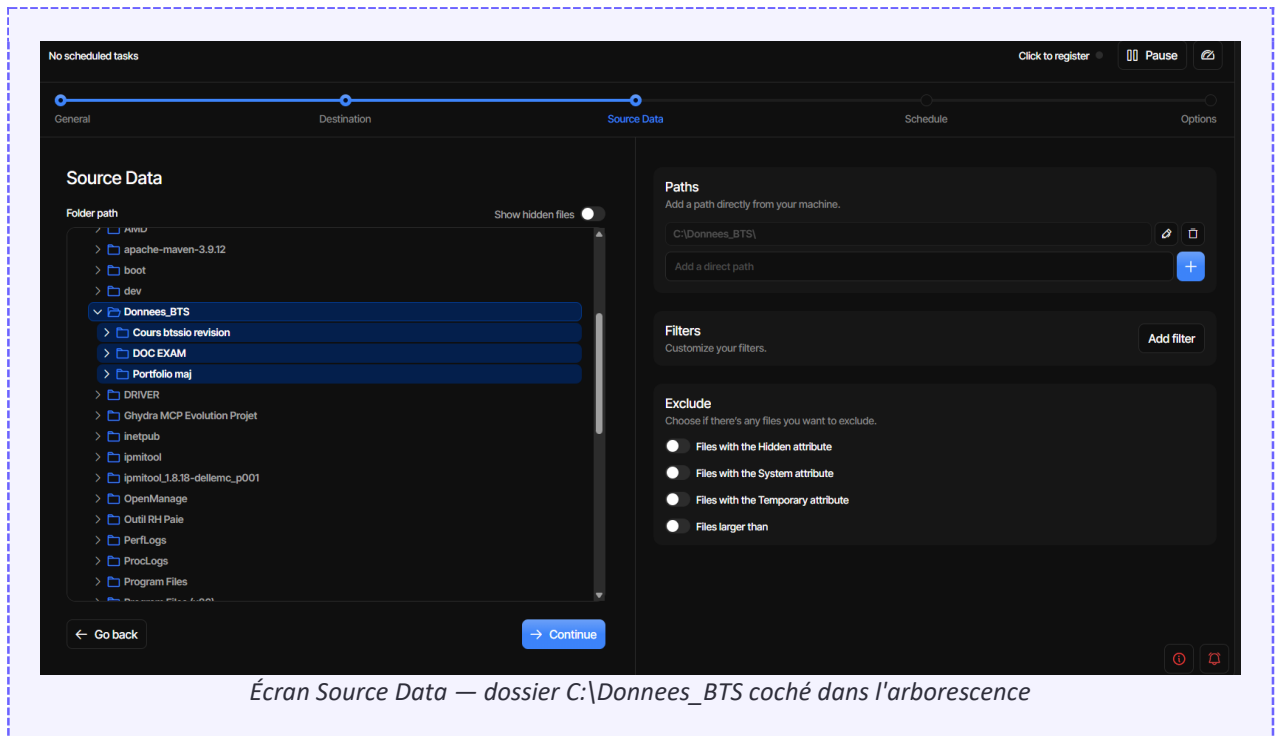 No scheduled tasks
Click to register
Pause
General
Destination
Source Data
Schedule
Options
Source Data
Folder path
Show hidden files
AMD
apache-maven-3.9.12
boot
dev
Donnees_BTS
Cours btssio revision
DOC EXAM
Portfolio maj
DRIVER
Ghydra MCP Evolution Projet
inetpub
ipmitool
ipmitool_1.8.18-dellemc_p001
OpenManage
Outil RH Paie
PerfLogs
ProcLogs
Program Files
Program Files (x86)
Go back
Continue
Paths
Add a path directly from your machine.
C:\Donnees_BTS\
Add a direct path
Filters
Customize your filters.
Add filter
Exclude
Choose if there's any files you want to exclude.
Files with the Hidden attribute
Files with the System attribute
Files with the Temporary attribute
Files larger than
Écran Source Data — dossier C:\Donnees_BTS coché dans l'arborescence